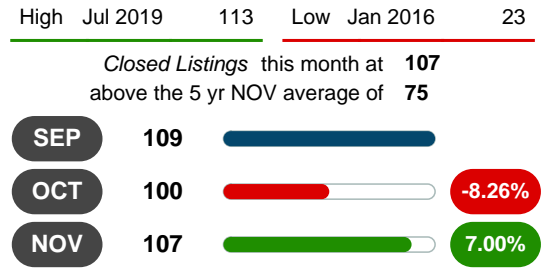 High Jul 2019 113 Low Jan 2016 23
Closed Listings this month at 107
above the 5 yr NOV average of 75
SEP 109
OCT 100 -8.26%
NOV 107 7.00%